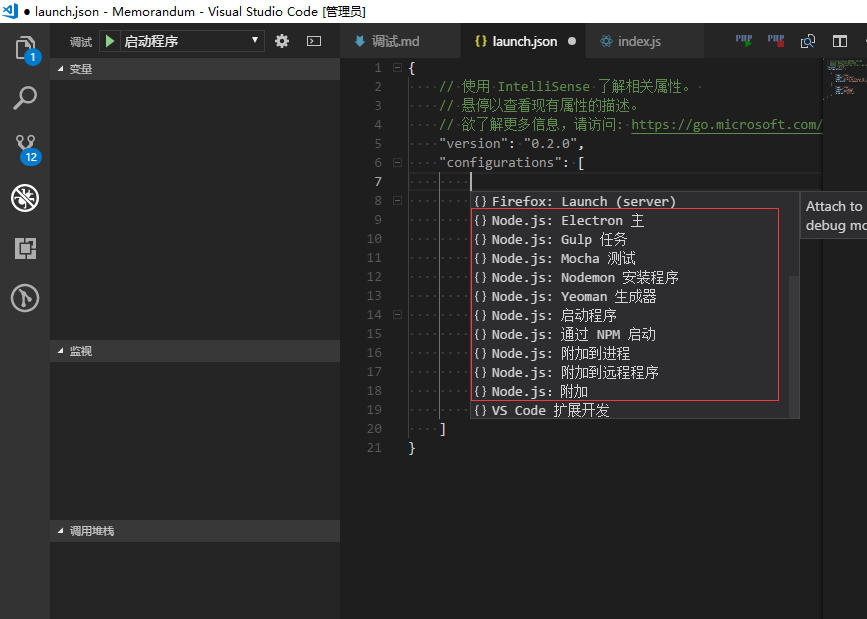 ● launch.json - Memorandum - Visual Studio Code [管理员]
调试 启动程序
调试.md
{} launch.json ●
index.js
PHP PHP
1
12
变量
监视
调用堆栈
1 {
2 // 使用 IntelliSense 了解相关属性。
3 // 悬停以查看现有属性的描述。
4 // 欲了解更多信息，请访问: https://go.microsoft.com/
5 "version": "0.2.0",
6 "configurations": [
7
8 {} Firefox: Launch (server)
9 {} Node.js: Electron 主
10 {} Node.js: Gulp 任务
11 {} Node.js: Mocha 测试
12 {} Node.js: Nodemon 安装程序
13 {} Node.js: Yeoman 生成器
14 {} Node.js: 启动程序
15 {} Node.js: 通过 NPM 启动
16 {} Node.js: 附加到进程
17 {} Node.js: 附加到远程程序
18 {} Node.js: 附加
19 {} VS Code 扩展开发
20 ]
21 }
Attach to
debug mo